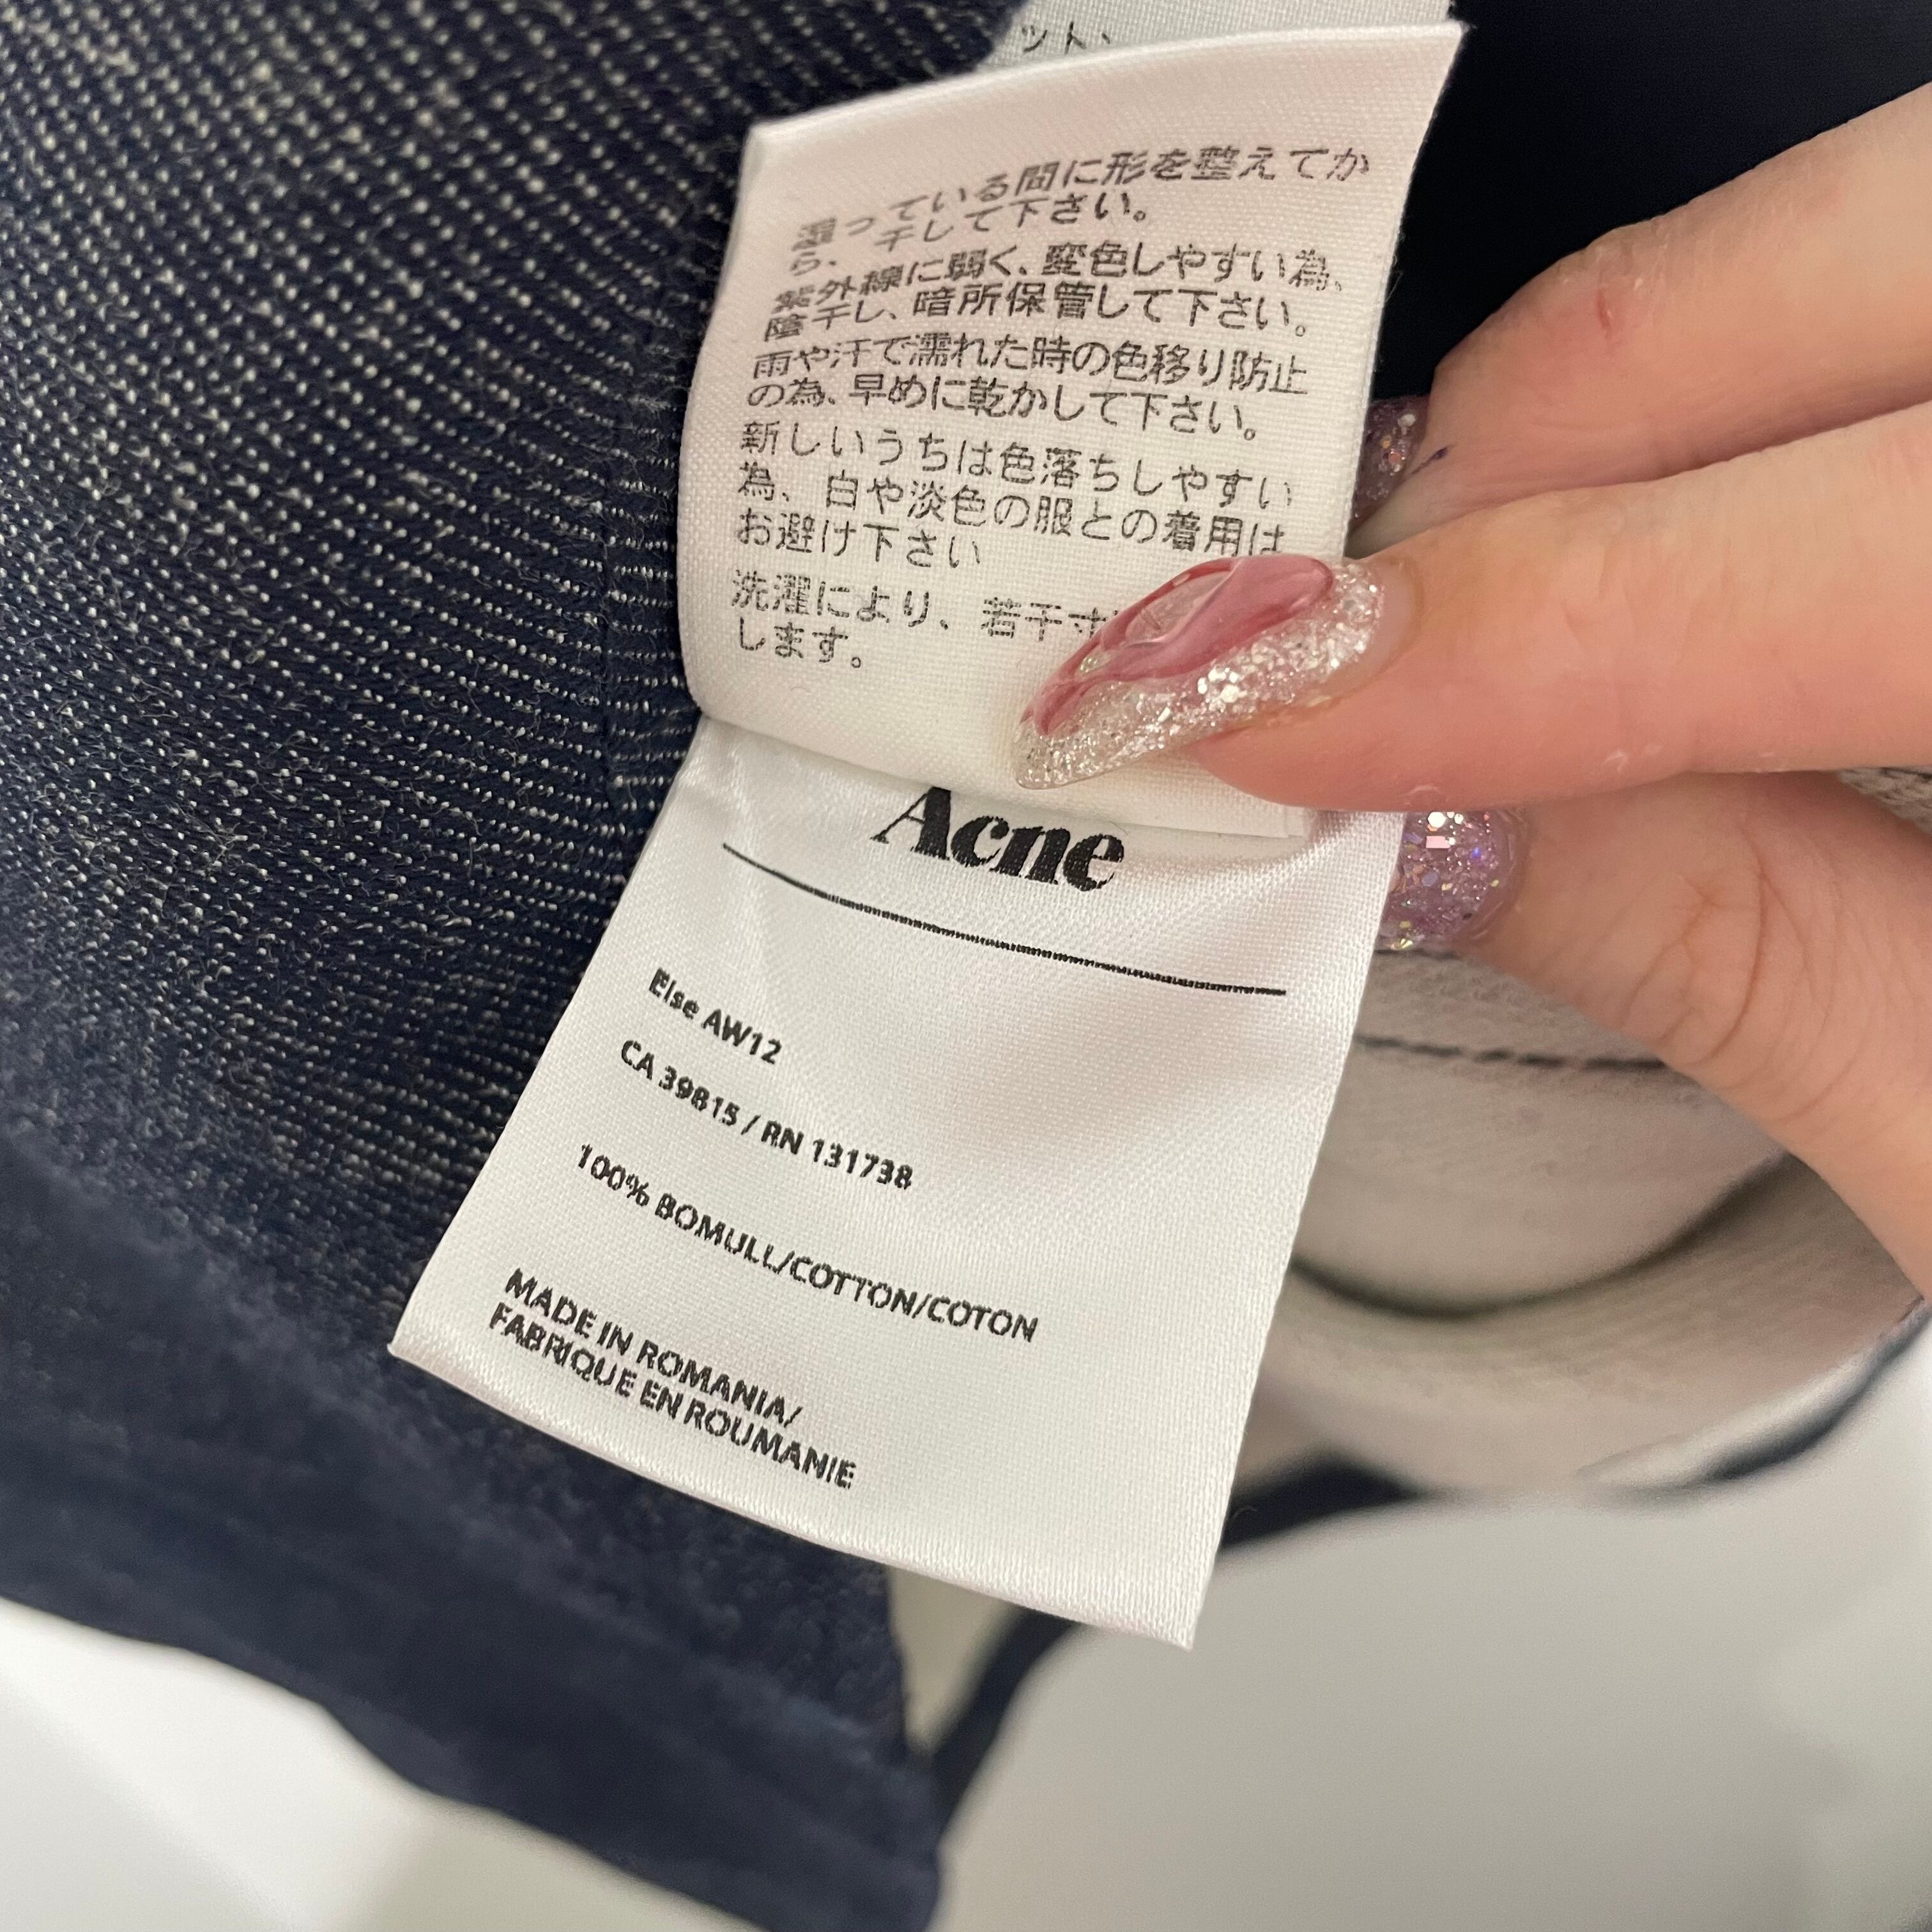 ット、
湿っている間に形を整えてか
ら、 干して下さい。
紫外線に弱く、変色しやすい為、
陰干し、暗所保管して下さい。
雨や汗で濡れた時の色移り防止
の為、早めに乾かして下さい。
新しいうちは色落ちしやすい
為、白や淡色の服との着用は
お避け下さい
洗濯により、若干寸
します。
Acne
Else AW12
CA 39815 / RN 131738
100% BOMULL/COTTON/COTON
MADE IN ROMANIA/
FABRIQUE EN ROUMANIE